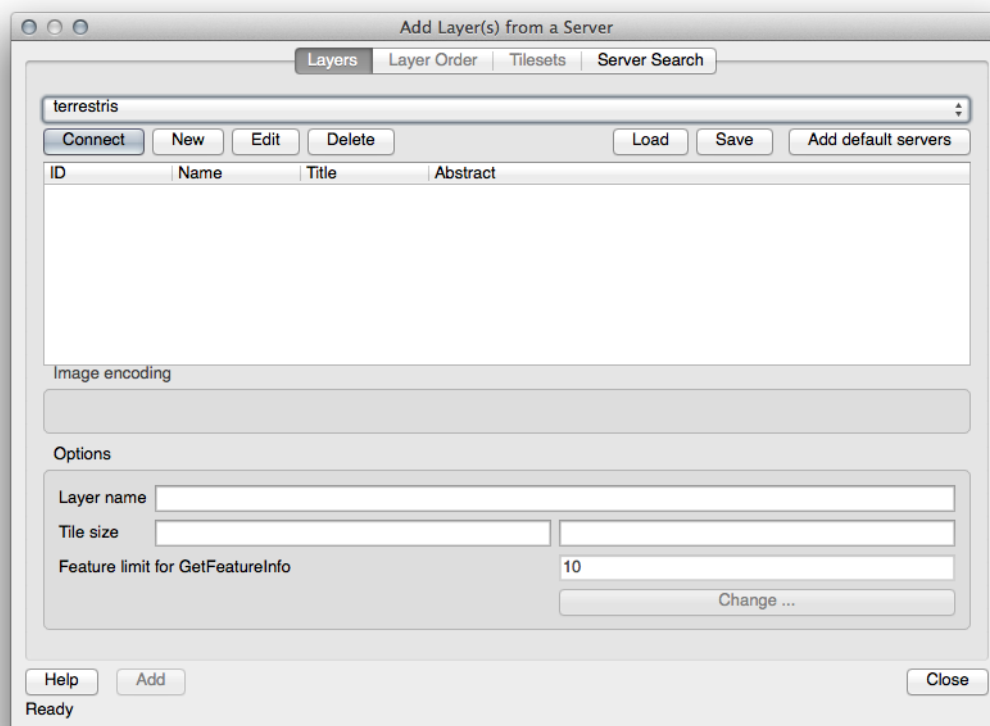 Add Layer(s) from a Server
Layers Layer Order Tilesets Server Search
terrestris
Connect New Edit Delete Load Save Add default servers
ID Name Title Abstract
Image encoding
Options
Layer name
Tile size
Feature limit for GetFeatureInfo 10
Change ...
Help Add Close
Ready